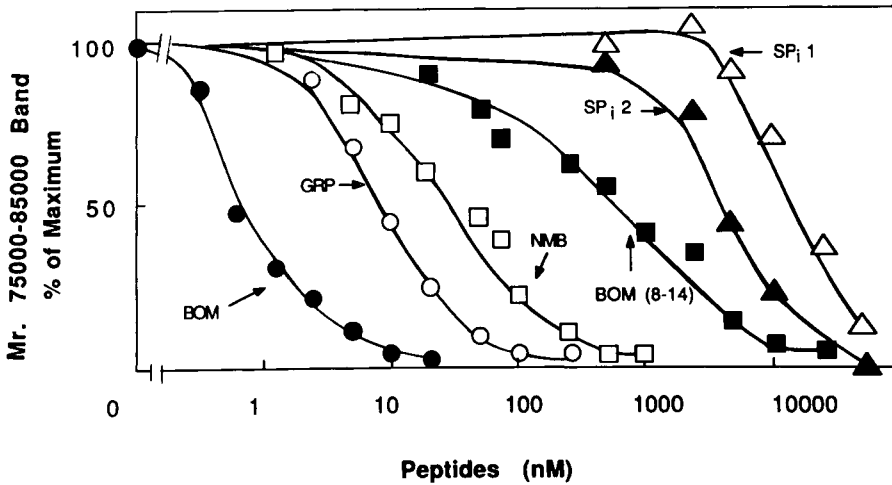 Mr. 75000-85000 Band
% of Maximum
100
50
SPi 1
SPi 2
GRP
NMB
BOM
BOM (8-14)
0
1
10
100
1000
10000
Peptides (nM)